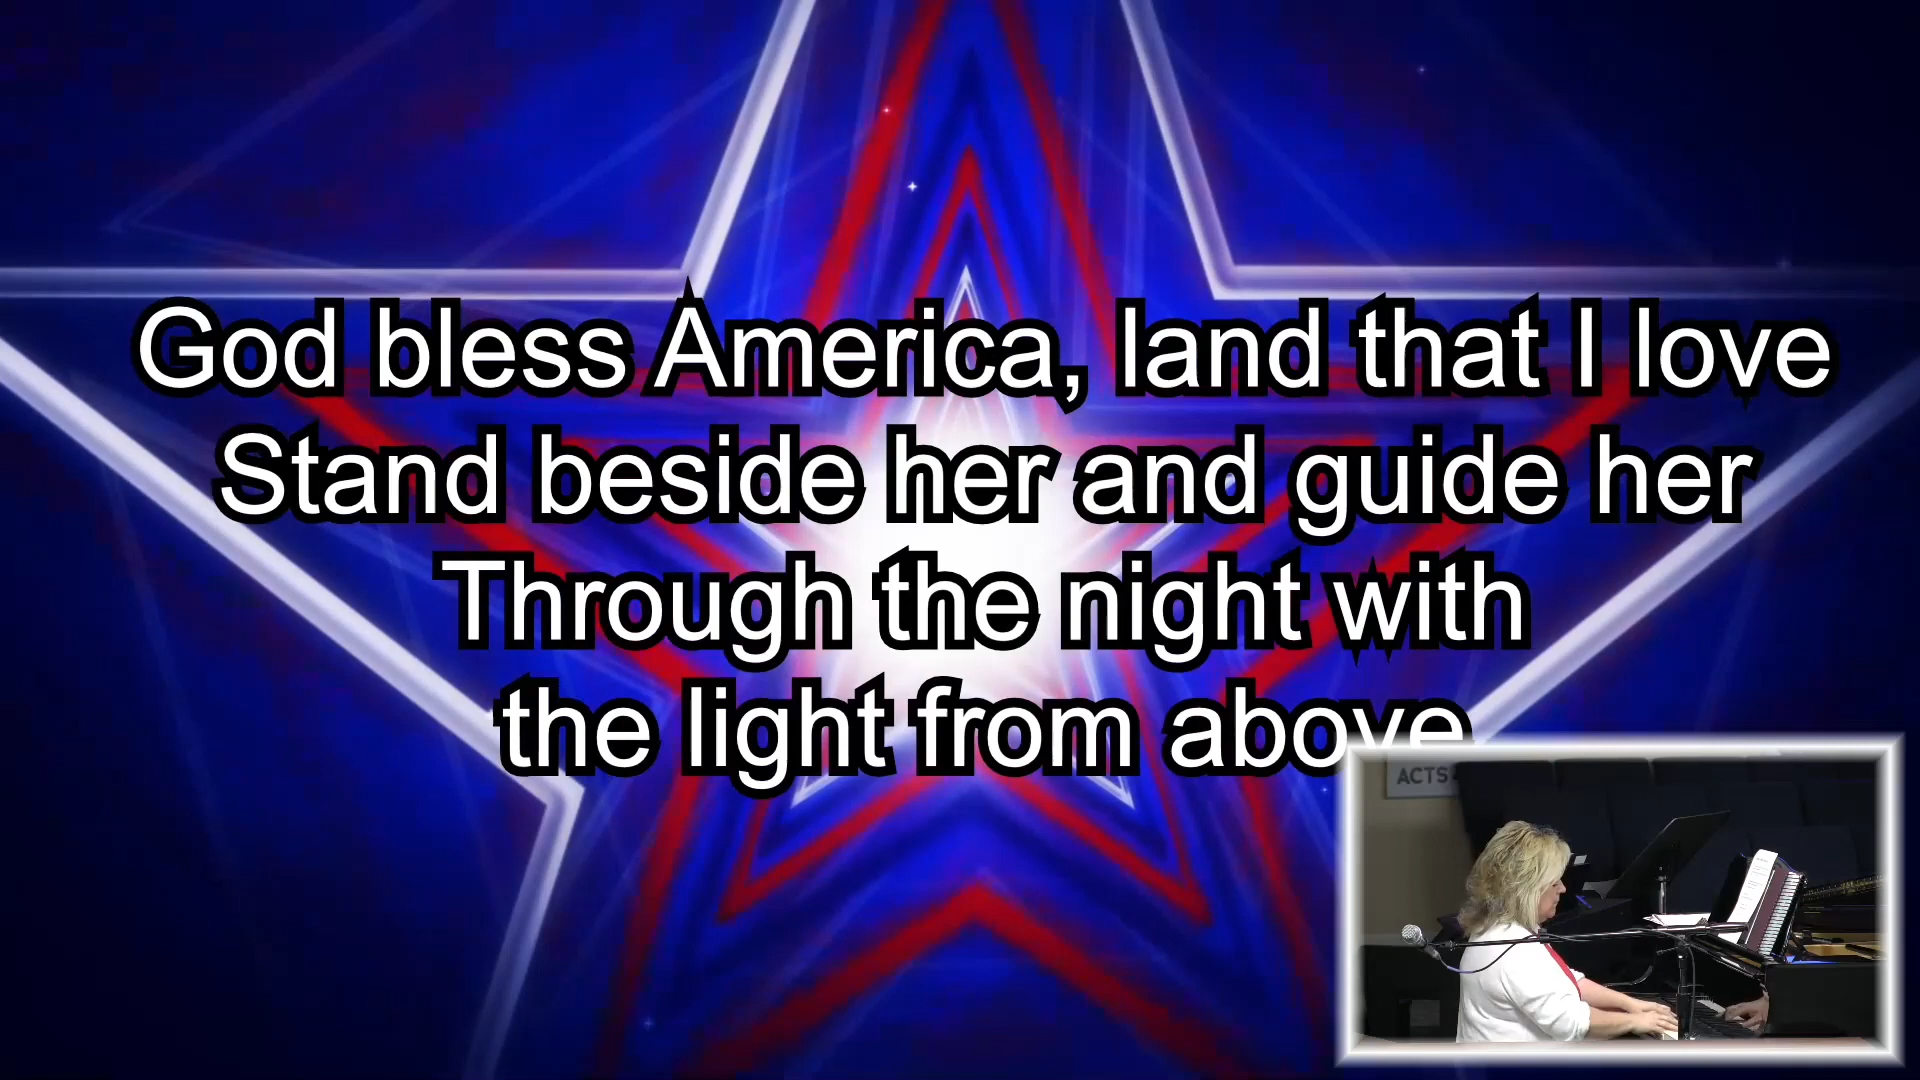 God bless America, land that I love
Stand beside her and guide her
Through the night with
the light from above
ACTS